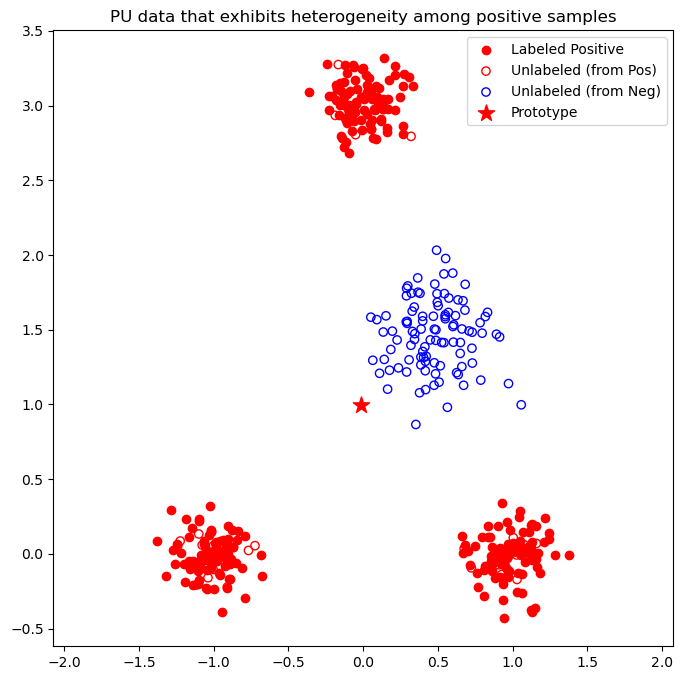 PU data that exhibits heterogeneity among positive samples
Labeled Positive
Unlabeled (from Pos)
Unlabeled (from Neg)
Prototype
3.5
3.0
2.5
2.0
1.5
1.0
0.5
0.0
−0.5
−2.0 −1.5 −1.0 −0.5 0.0 0.5 1.0 1.5 2.0